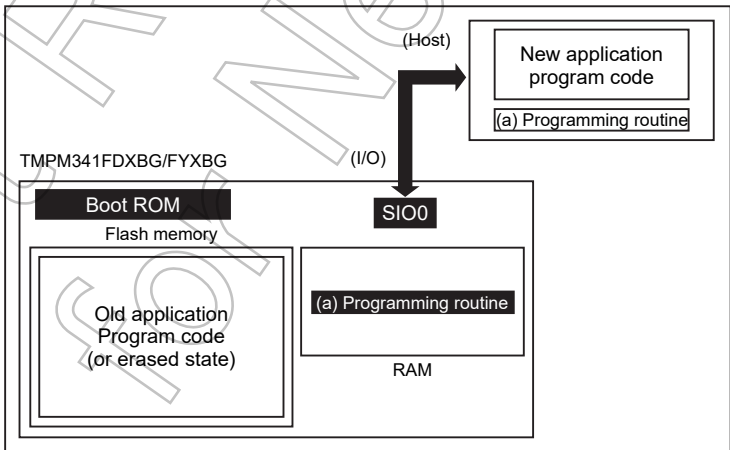 (Host)
New application
program code
(a) Programming routine
TMPM341FDXBG/FYXBG
(I/O)
Boot ROM
SIO0
Flash memory
Old application
Program code
(or erased state)
(a) Programming routine
RAM